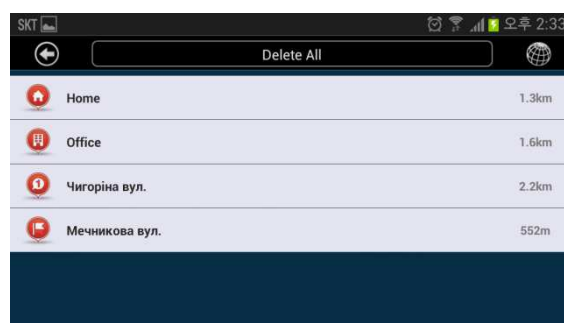 SKT 오후 2:33
Delete All
Home 1.3km
Office 1.6km
1 Чигоріна вул. 2.2km
Мечникова вул. 552m